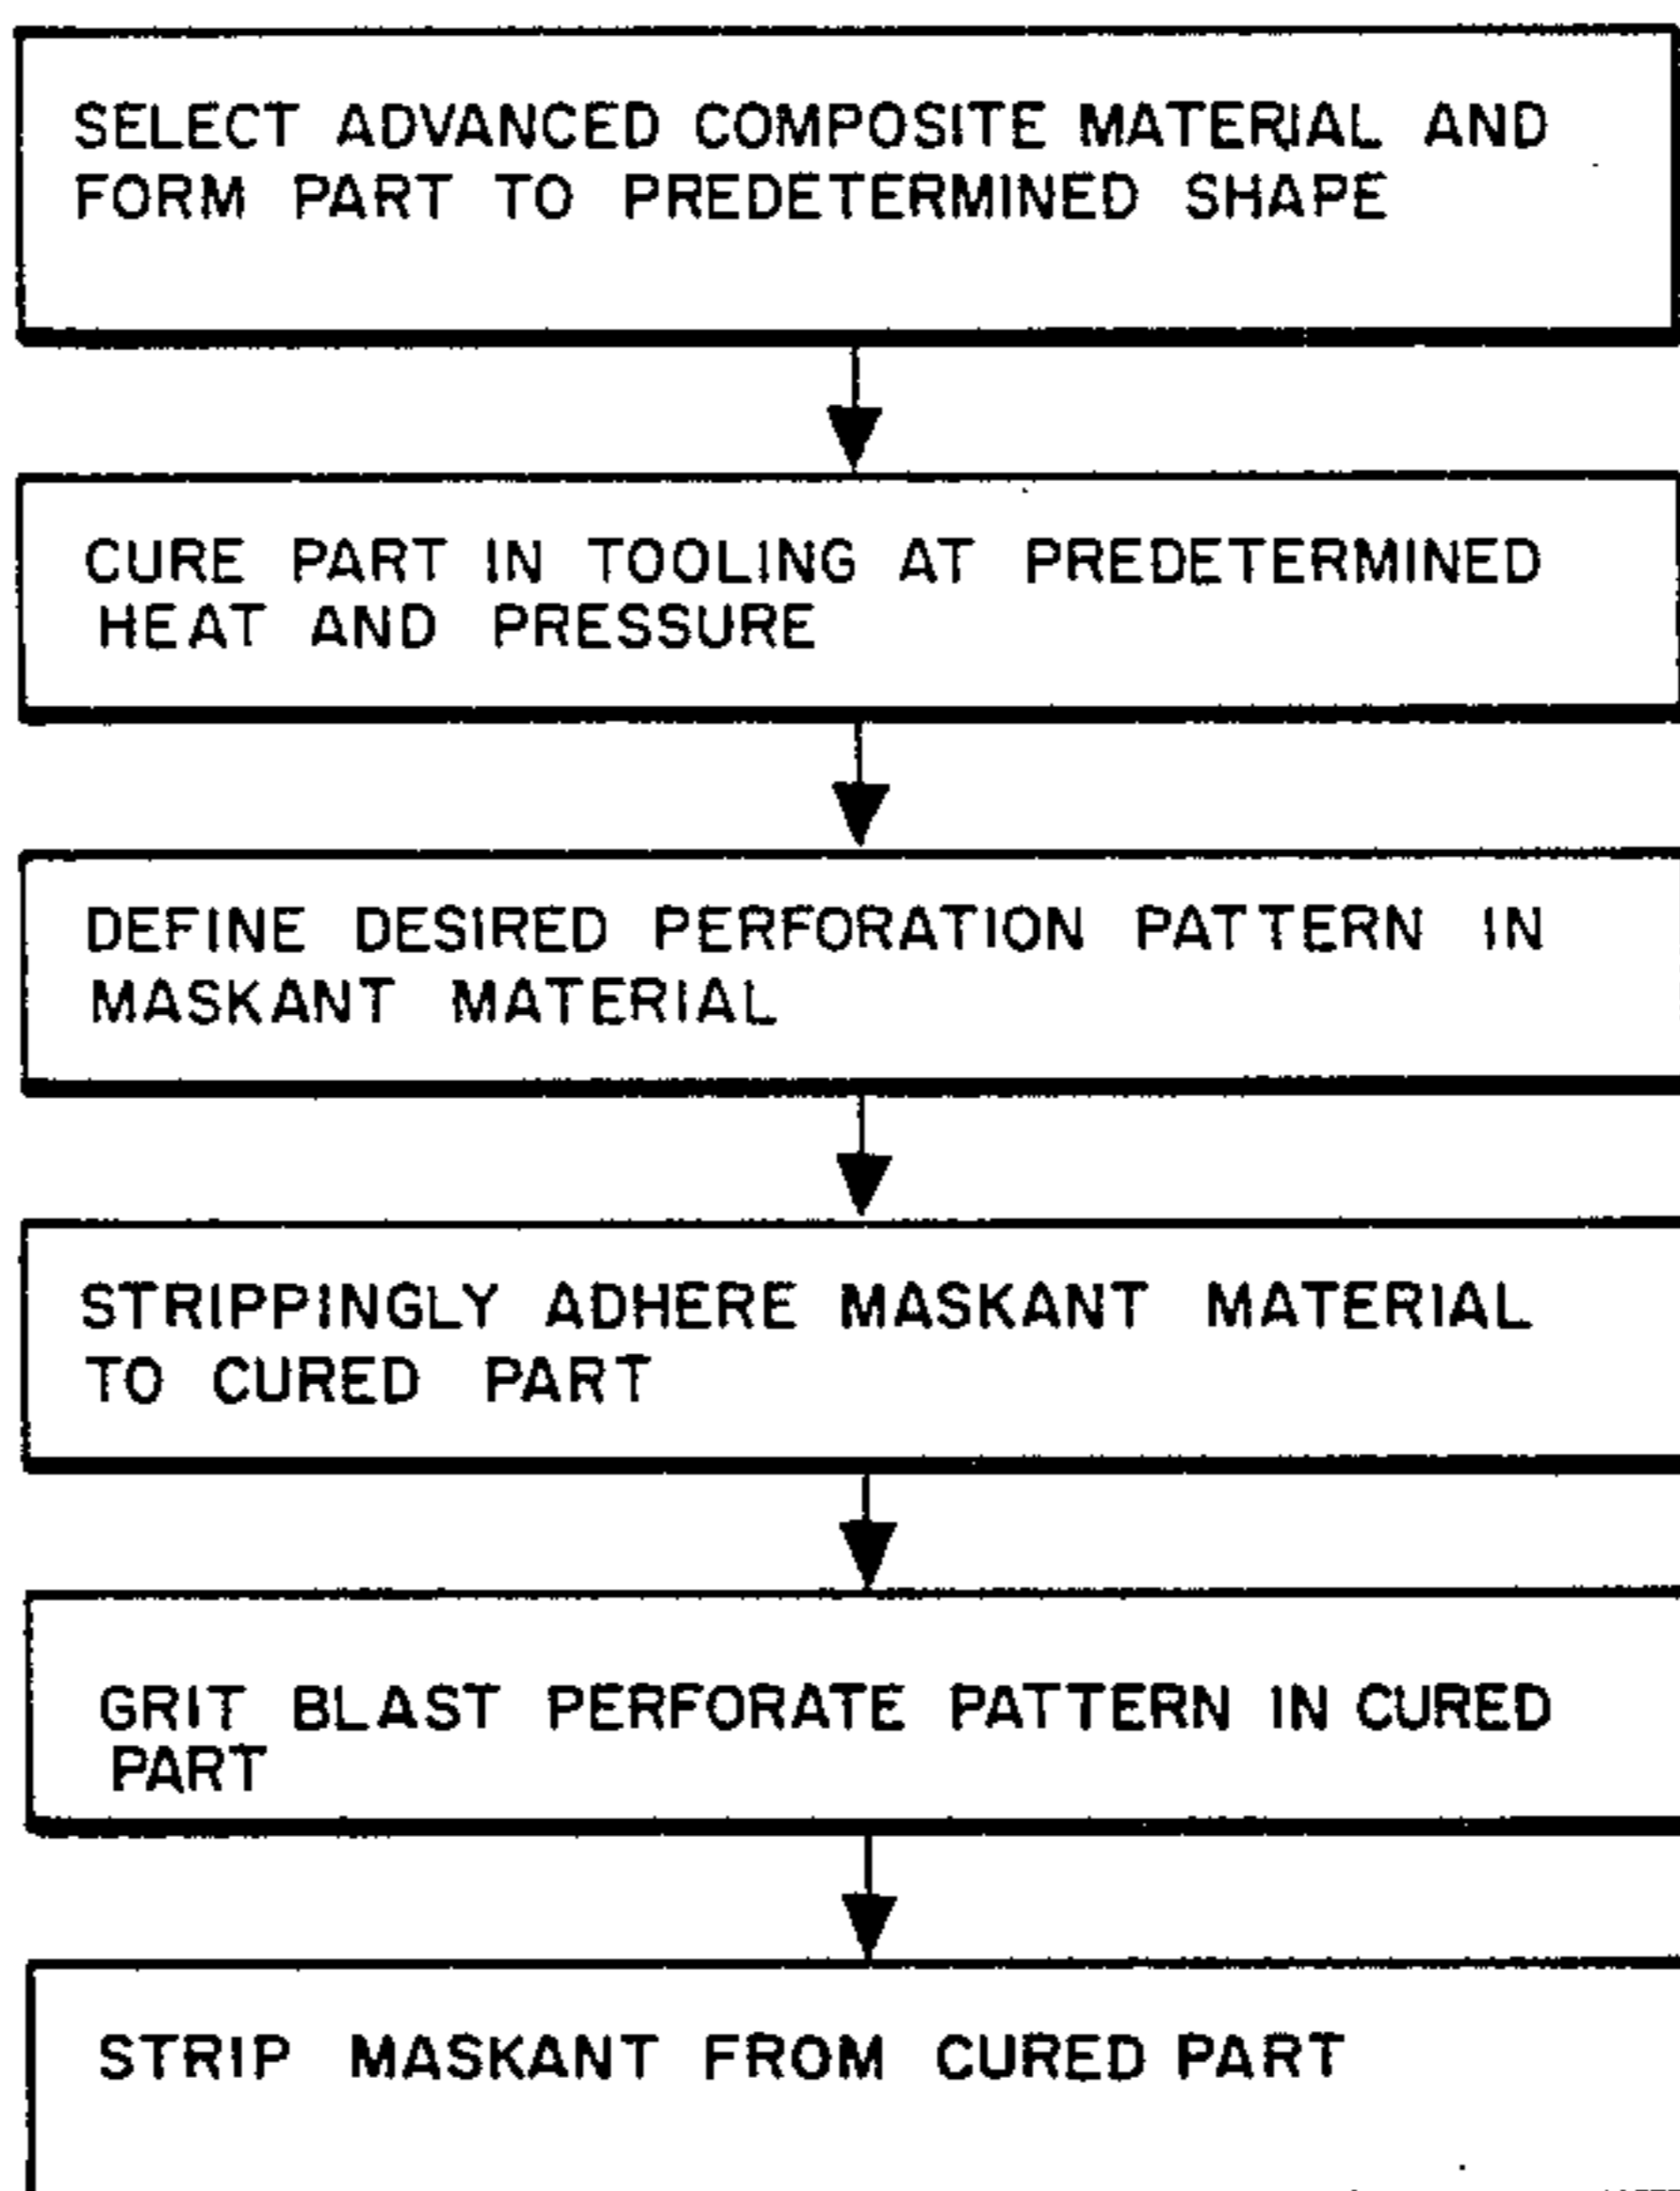 SELECT ADVANCED COMPOSITE MATERIAL AND
FORM PART TO PREDETERMINED SHAPE
CURE PART IN TOOLING AT PREDETERMINED
HEAT AND PRESSURE
DEFINE DESIRED PERFORATION PATTERN IN
MASKANT MATERIAL
STRIPPINGLY ADHERE MASKANT MATERIAL
TO CURED PART
GRIT BLAST PERFORATE PATTERN IN CURED
PART
STRIP MASKANT FROM CURED PART